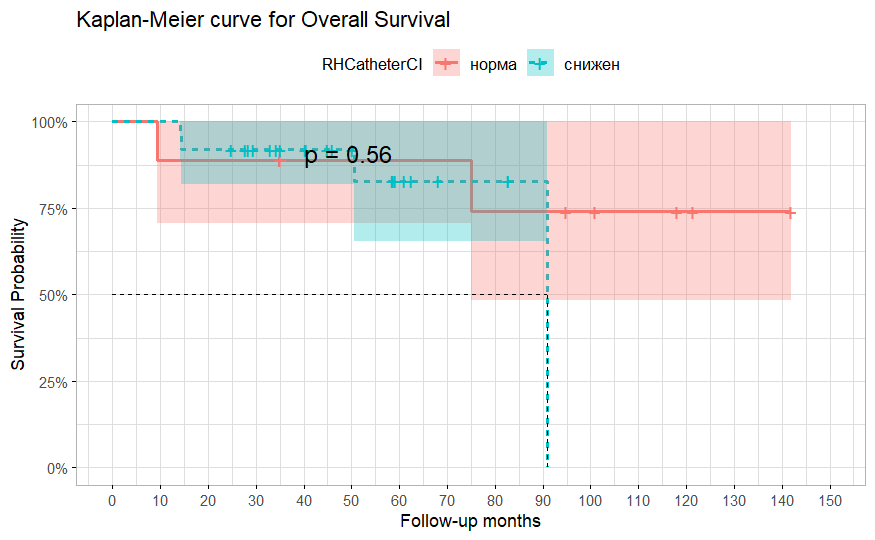 Kaplan-Meier curve for Overall Survival
RHCatheterCI норма снижен
100%
75%
50%
25%
0%
Survival Probability
p = 0.56
0 10 20 30 40 50 60 70 80 90 100 110 120 130 140 150
Follow-up months